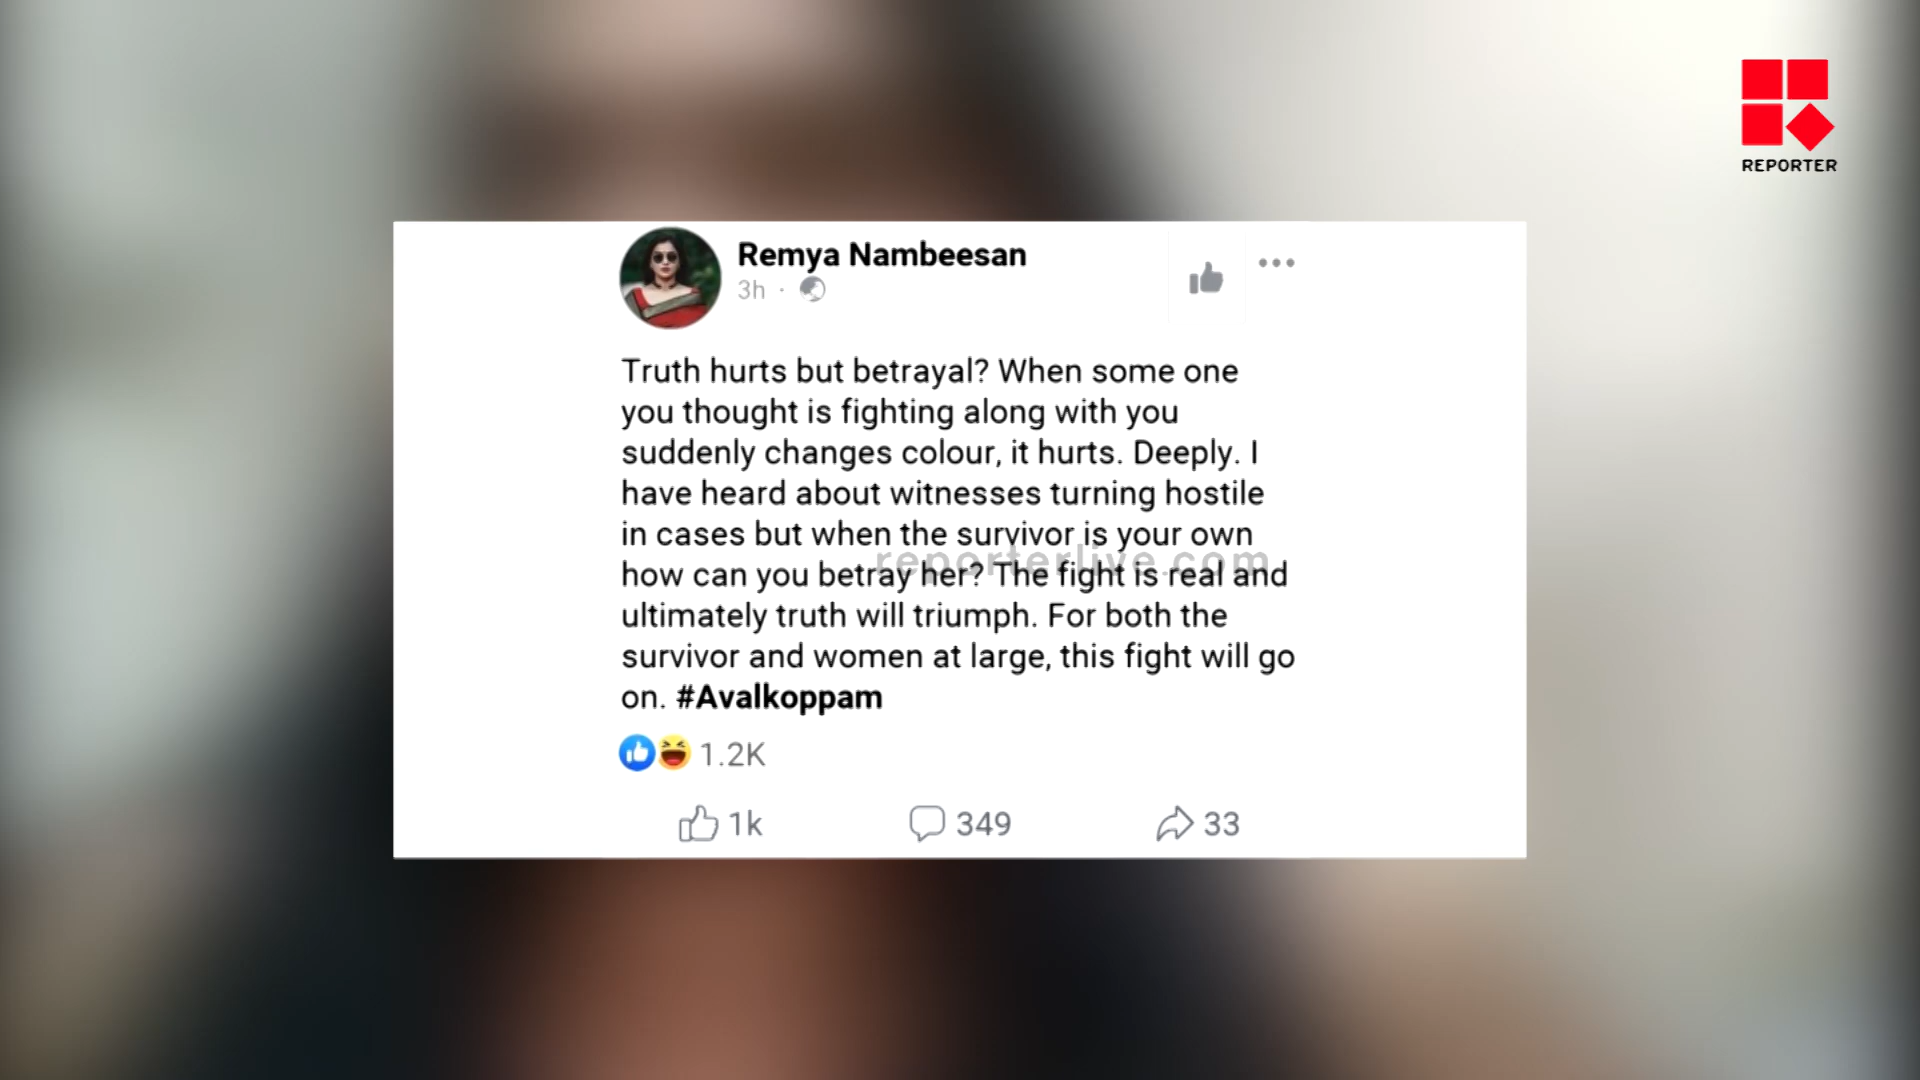 REPORTER
Remya Nambeesan
3h ·
Truth hurts but betrayal? When some one
you thought is fighting along with you
suddenly changes colour, it hurts. Deeply. I
have heard about witnesses turning hostile
in cases but when the survivor is your own
reporterlive.com
how can you betray her? The fight is real and
ultimately truth will triumph. For both the
survivor and women at large, this fight will go
on. #Avalkoppam
1.2K
1k 349 33